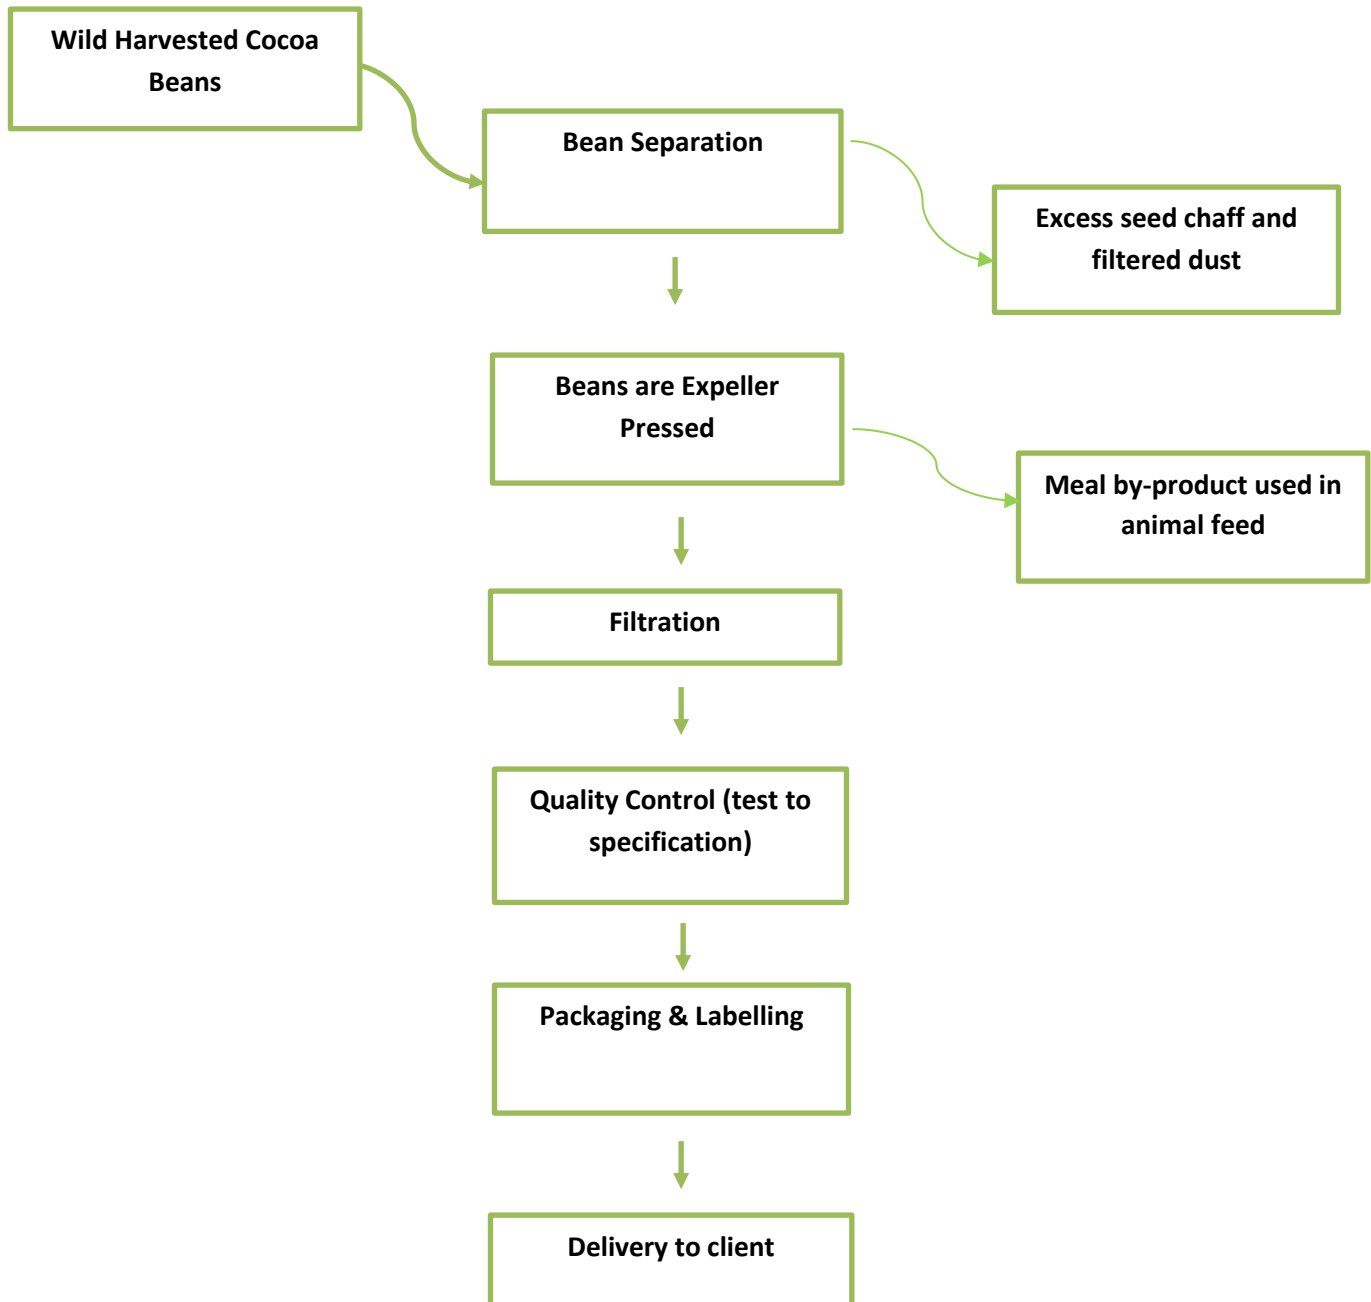 Wild Harvested Cocoa
Beans
Bean Separation
Excess seed chaff and
filtered dust
Beans are Expeller
Pressed
Meal by-product used in
animal feed
Filtration
Quality Control (test to
specification)
Packaging & Labelling
Delivery to client